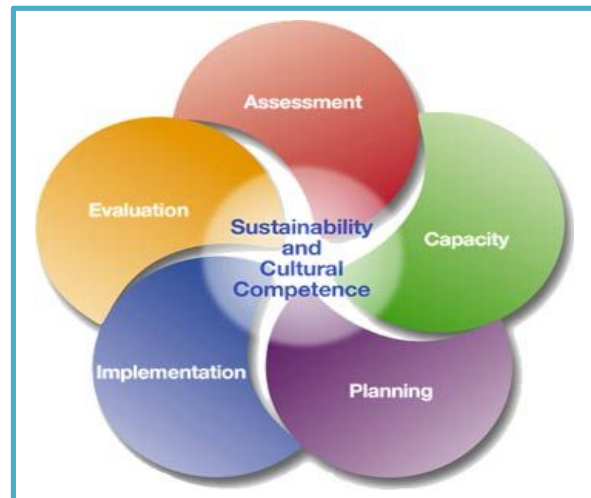 Assessment
Evaluation
Sustainability
and
Cultural
Competence
Capacity
Implementation
Planning